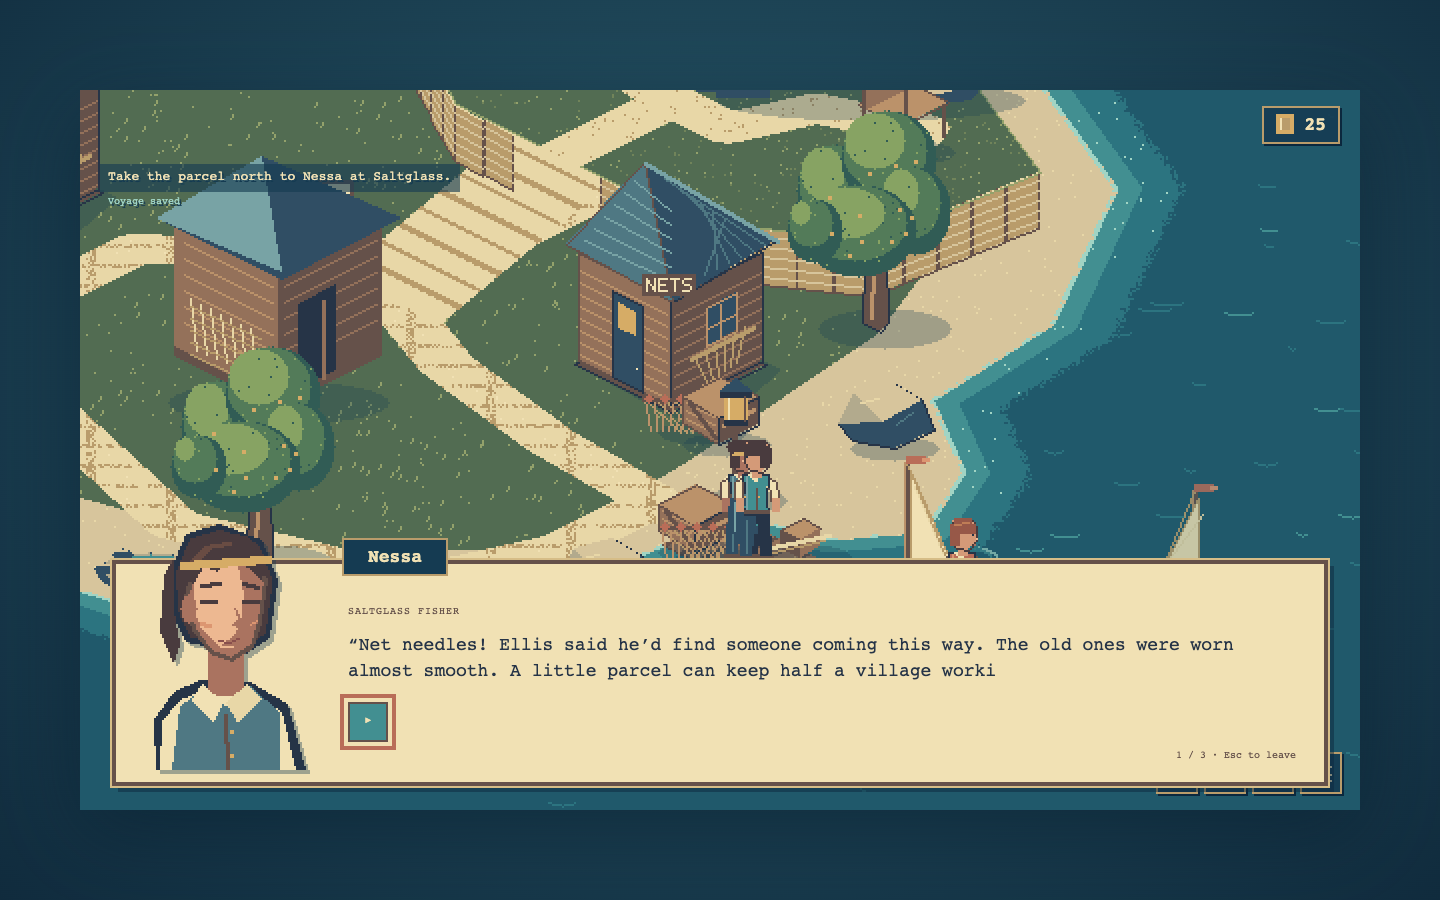 25
Take the parcel north to Nessa at Saltglass.
Voyage saved
NETS
Nessa
SALTGLASS FISHER
“Net needles! Ellis said he’d find someone coming this way. The old ones were worn
almost smooth. A little parcel can keep half a village worki
1 / 3 · Esc to leave